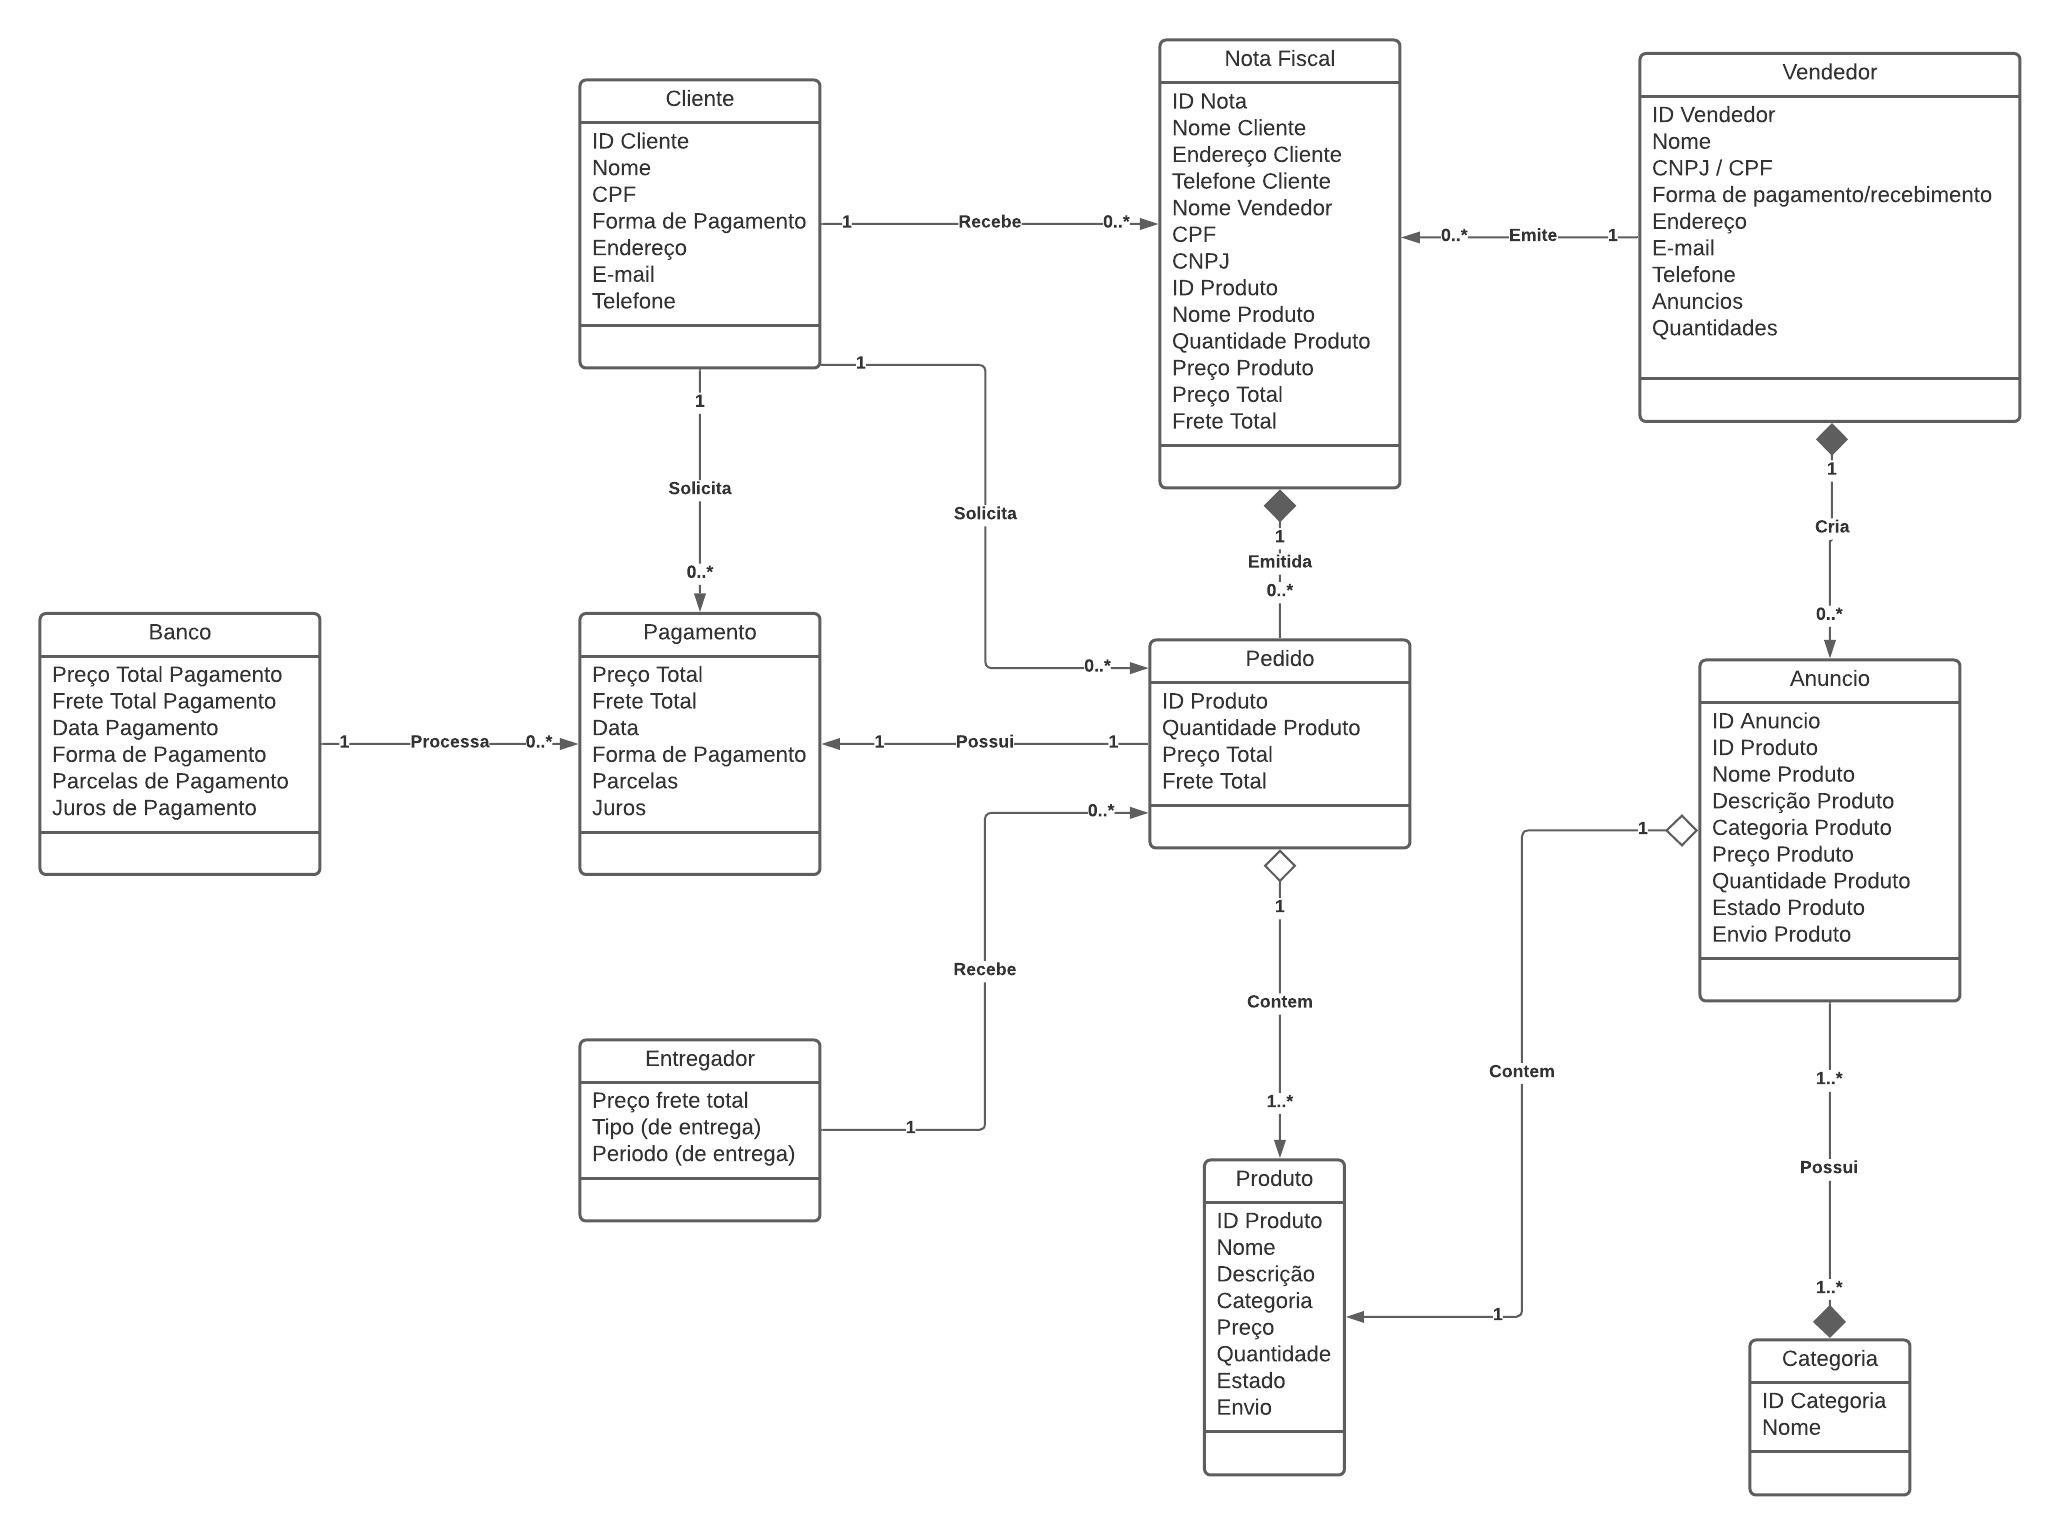 Cliente
ID Cliente
Nome
CPF
Forma de Pagamento
Endereço
E-mail
Telefone
1
Recebe
0..*
Nota Fiscal
ID Nota
Nome Cliente
Endereço Cliente
Telefone Cliente
Nome Vendedor
CPF
CNPJ
ID Produto
Nome Produto
Quantidade Produto
Preço Produto
Preço Total
Frete Total
0..*
Emite
1
Vendedor
ID Vendedor
Nome
CNPJ / CPF
Forma de pagamento/recebimento
Endereço
E-mail
Telefone
Anuncios
Quantidades
1
Solicita
0..*
1
Solicita
0..*
1
Emitida
0..*
1
Cria
0..*
Banco
Preço Total Pagamento
Frete Total Pagamento
Data Pagamento
Forma de Pagamento
Parcelas de Pagamento
Juros de Pagamento
1
Processa
0..*
Pagamento
Preço Total
Frete Total
Data
Forma de Pagamento
Parcelas
Juros
1
Possui
1
Pedido
ID Produto
Quantidade Produto
Preço Total
Frete Total
Anuncio
ID Anuncio
ID Produto
Nome Produto
Descrição Produto
Categoria Produto
Preço Produto
Quantidade Produto
Estado Produto
Envio Produto
0..*
Recebe
1
Entregador
Preço frete total
Tipo (de entrega)
Periodo (de entrega)
1
Contem
1..*
1
Contem
1
Produto
ID Produto
Nome
Descrição
Categoria
Preço
Quantidade
Estado
Envio
1..*
Possui
1..*
Categoria
ID Categoria
Nome